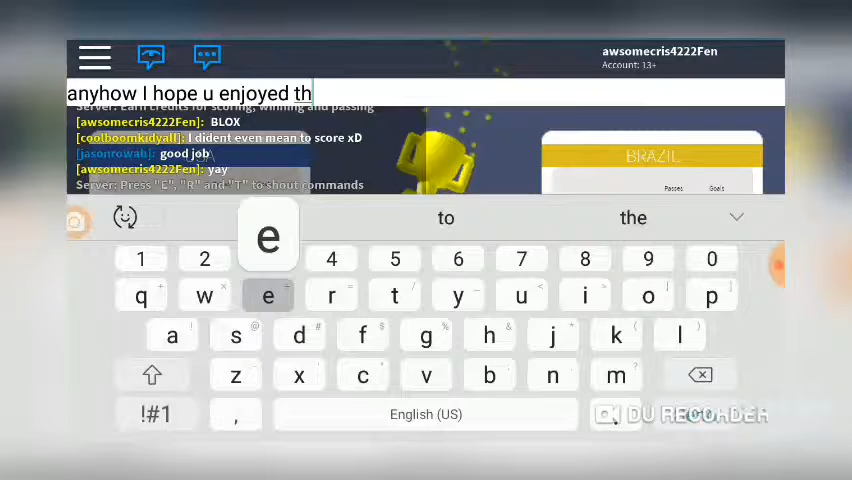 awsomecris4222Fen
Account: 13+
anyhow I hope u enjoyed th
Server: Earn credits for scoring, winning and passing
[awsomecris4222Fen]: BLOX
[coolboomkidyall]: I dident even mean to score xD
[jasonrowah]: good job
[awsomecris4222Fen]: yay
Server: Press "E", "R" and "T" to shout commands
BRAZIL
Passes Goals
e to the
1 2 4 5 6 7 8 9 0
q w e r t y u i o p
a s d f g h j k l
z x c v b n m
!#1 , English (US) .
DU RECORDER